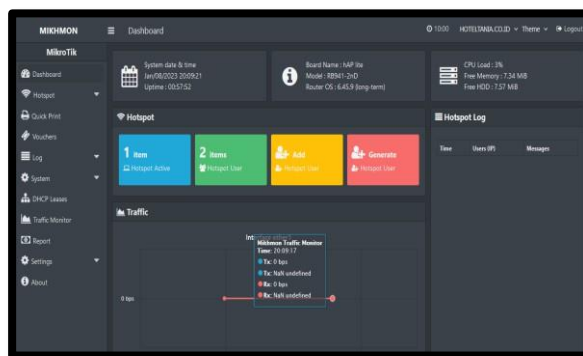 MIKHMON
Dashboard
10:00
HOTELTANIA.CO.ID
Theme
Logout
MikroTik
Dashboard
Hotspot
Quick Print
Vouchers
Log
System
DHCP Leases
Traffic Monitor
Report
Settings
About
System date & time
Jan/08/2023 20:09:21
Uptime : 00:57:52
Board Name : hAP lite
Model : RB941-2nD
Router OS : 6.45.9 (long-term)
CPU Load : 3%
Free Memory : 7.34 MiB
Free HDD : 7.57 MiB
Hotspot
1 item
Hotspot Active
2 items
Hotspot User
Add
Hotspot User
Generate
Hotspot User
Hotspot Log
Time Users (IP) Messages
Traffic
Mikhmon Traffic Monitor
Time: 20:09:17
Tx: 0 bps
Tx: NaN undefined
Rx: 0 bps
Rx: NaN undefined
0 bps